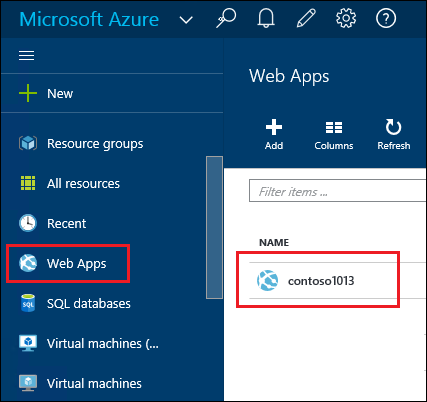 Microsoft Azure
New
Resource groups
All resources
Recent
Web Apps
SQL databases
Virtual machines (...
Virtual machines
Web Apps
Add
Columns
Refresh
Filter items ...
NAME
contoso1013